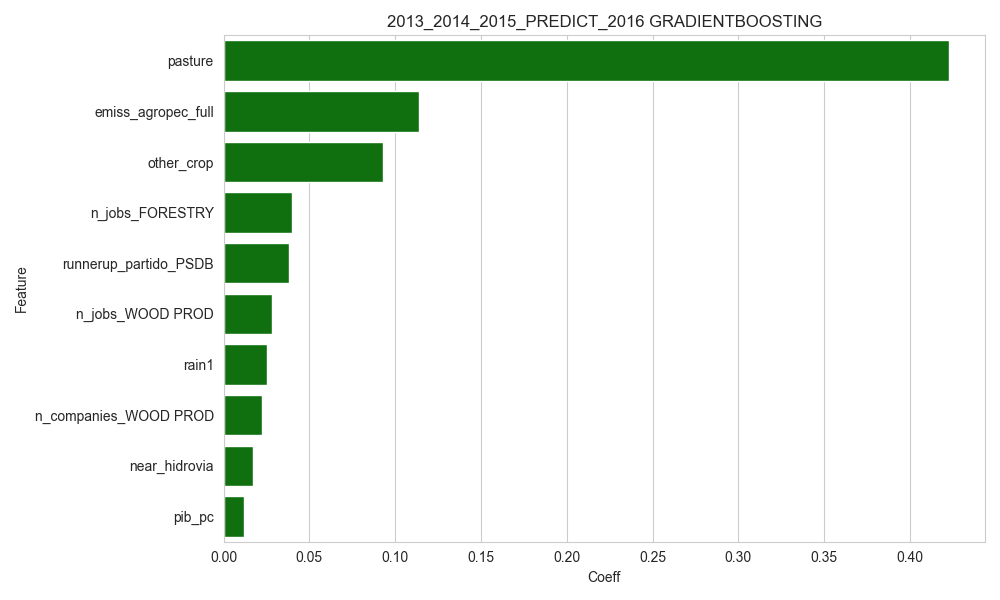 2013_2014_2015_PREDICT_2016 GRADIENTBOOSTING
Feature
pasture
emiss_agropec_full
other_crop
n_jobs_FORESTRY
runnerup_partido_PSDB
n_jobs_WOOD PROD
rain1
n_companies_WOOD PROD
near_hidrovia
pib_pc
0.00 0.05 0.10 0.15 0.20 0.25 0.30 0.35 0.40
Coeff